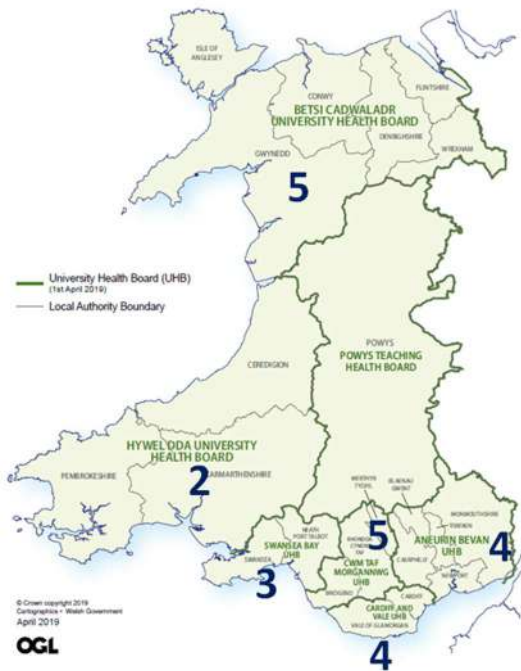 ISLE OF
ANGLESEY
CONWY
FLINTSHIRE
BETSI CADWALADR
UNIVERSITY HEALTH BOARD
DENBIGHSHIRE
WREXHAM
GWYNEDD
5
University Health Board (UHB)
(1st April 2019)
Local Authority Boundary
POWYS
POWYS TEACHING
HEALTH BOARD
CEREDIGION
HYWEL DDA UNIVERSITY
HEALTH BOARD
PEMBROKESHIRE
CARMARTHENSHIRE
2
MERTHYR
TYDFIL
BLAENAU
GWENT
MONMOUTHSHIRE
TORFAEN
NEATH
PORT TALBOT
RHONDDA
CYNON
TAF
5
ANEURIN BEVAN
UHB
4
SWANSEA BAY
UHB
SWANSEA
CAERPHILLY
CWM TAF
MORGANNWG
UHB
NEWPORT
3
BRIDGEND
CARDIFF
CARDIFF AND
VALE UHB
VALE OF GLAMORGAN
4
© Crown copyright 2019
Cartographics • Welsh Government
April 2019
OGL